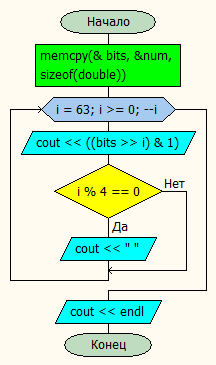 Начало
memcpy(& bits, &num,
sizeof(double))
i = 63; i >= 0; --i
cout << ((bits >> i) & 1)
i % 4 == 0
Нет
Да
cout << " "
cout << endl
Конец